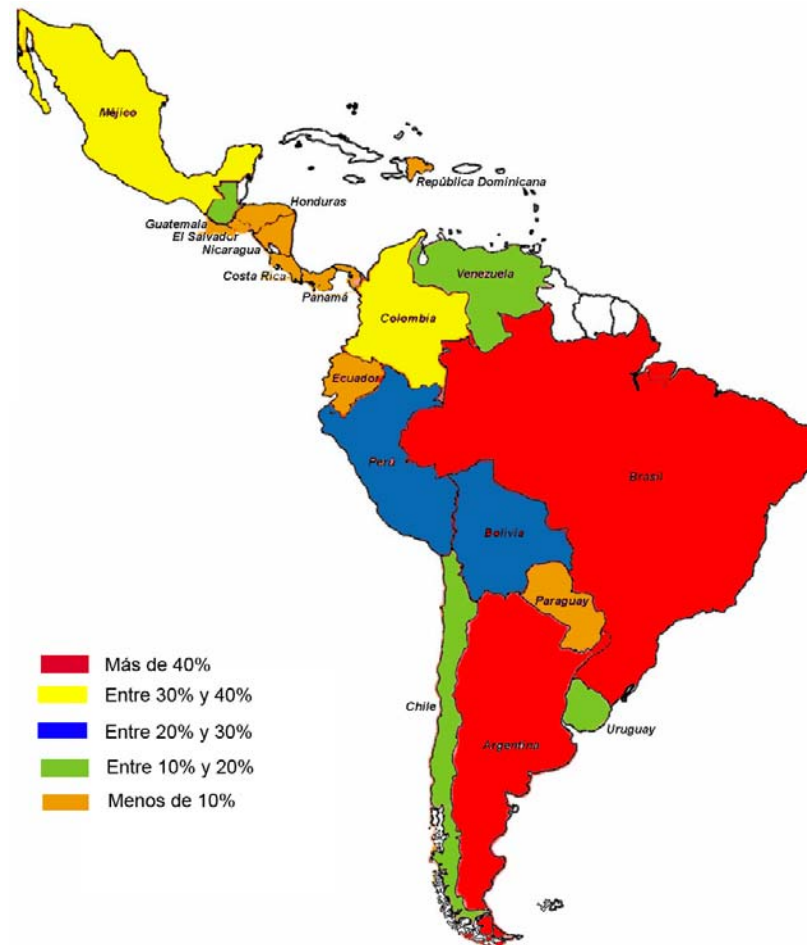 Méjico
República Dominicana
Honduras
Guatemala
El Salvador
Nicaragua
Costa Rica
Panamá
Venezuela
Colombia
Ecuador
Perú
Brasil
Bolivia
Paraguay
Chile
Uruguay
Argentina
Más de 40%
Entre 30% y 40%
Entre 20% y 30%
Entre 10% y 20%
Menos de 10%